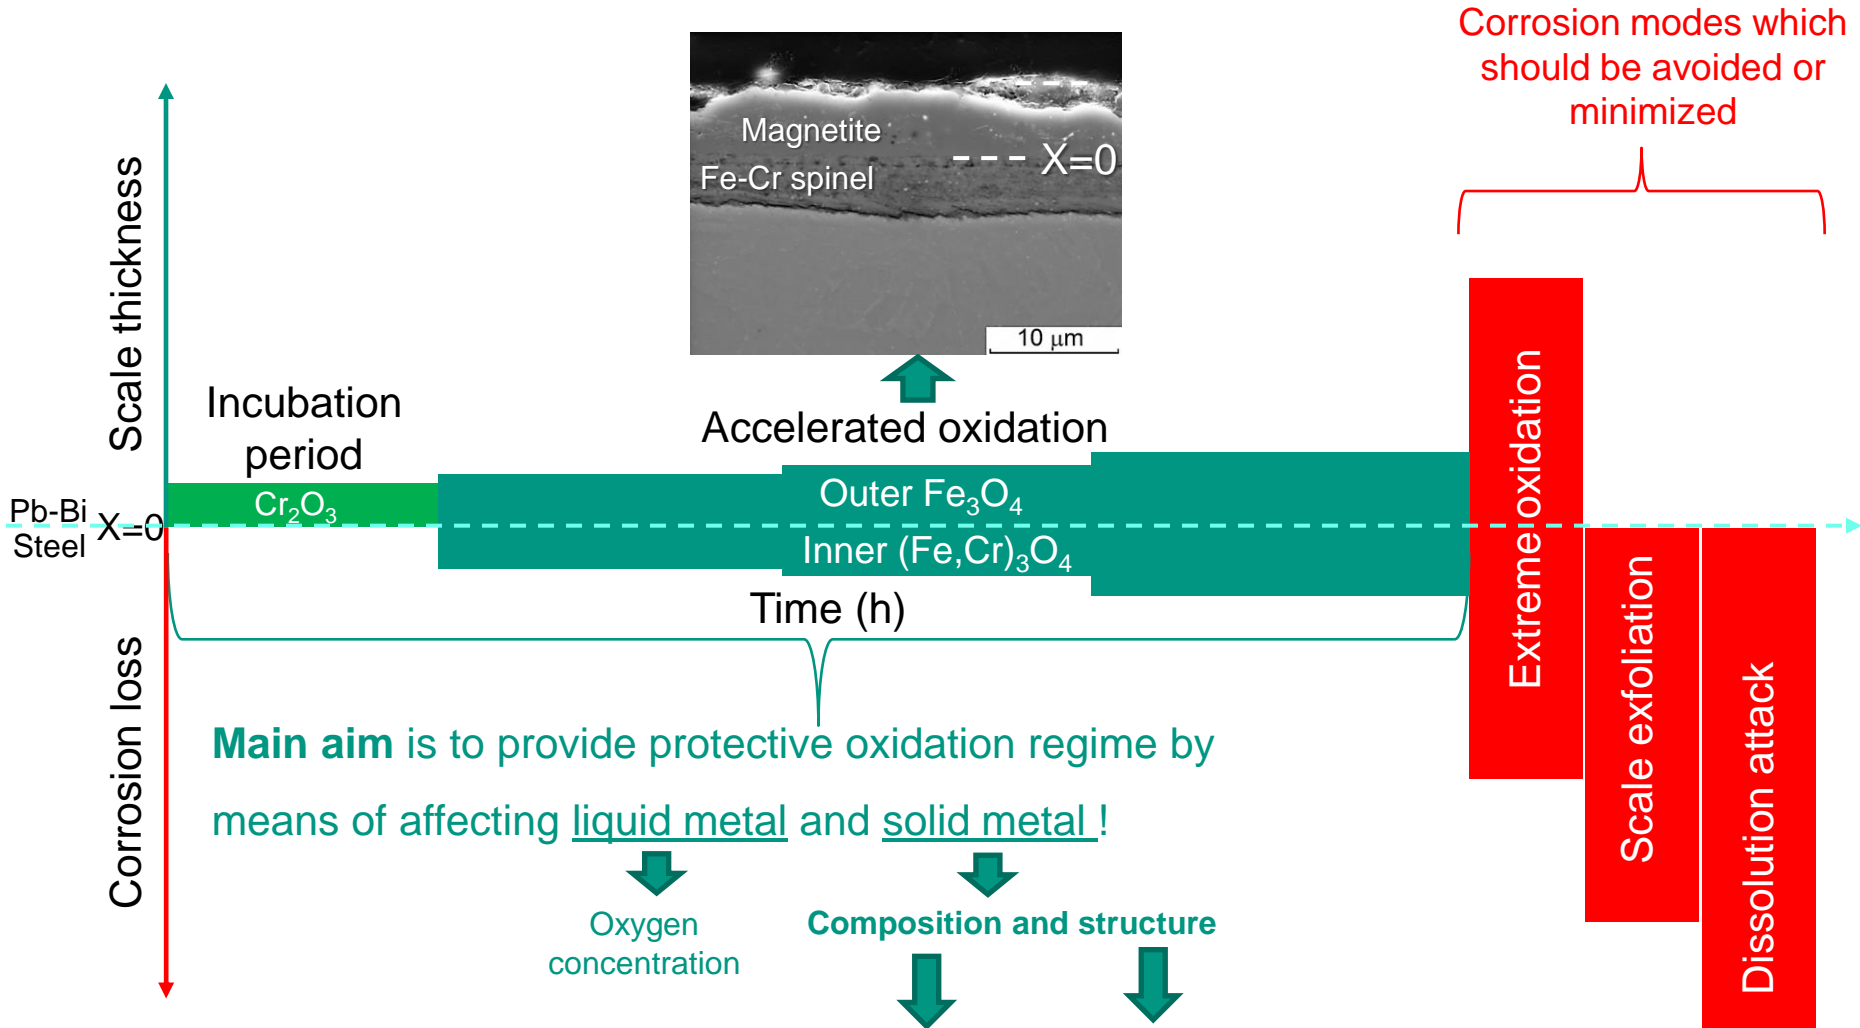 Corrosion modes which
should be avoided or
minimized
Magnetite
X=0
Fe-Cr spinel
10 μm
Scale thickness
Incubation
period
Accelerated oxidation
Cr₂O₃
Outer Fe₃O₄
Pb-Bi
X=0
Steel
Inner (Fe,Cr)₃O₄
Time (h)
Extreme oxidation
Scale exfoliation
Dissolution attack
Corrosion loss
Main aim is to provide protective oxidation regime by
means of affecting liquid metal and solid metal !
Oxygen
concentration
Composition and structure